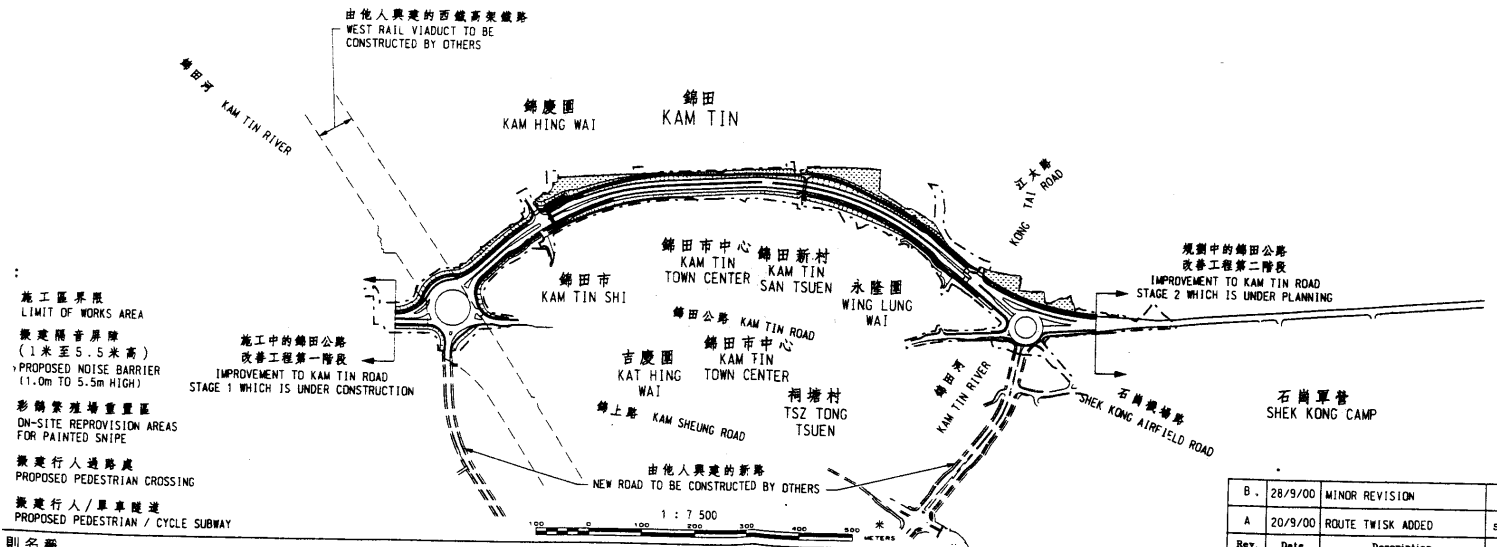 由他人興建的西鐵高架鐵路
WEST RAIL VIADUCT TO BE
CONSTRUCTED BY OTHERS
錦田河 KAM TIN RIVER
錦慶圍
KAM HING WAI
錦田
KAM TIN
江太路
KONG TAI ROAD
錦田市
KAM TIN SHI
錦田市中心
KAM TIN
TOWN CENTER
錦田新村
KAM TIN
SAN TSUEN
永隆圍
WING LUNG
WAI
規劃中的錦田公路
改善工程第二階段
IMPROVEMENT TO KAM TIN ROAD
STAGE 2 WHICH IS UNDER PLANNING
施工中的錦田公路
改善工程第一階段
IMPROVEMENT TO KAM TIN ROAD
STAGE 1 WHICH IS UNDER CONSTRUCTION
錦田公路 KAM TIN ROAD
吉慶圍
KAT HING
WAI
錦田市中心
KAM TIN
TOWN CENTER
祠塘村
TSZ TONG
TSUEN
錦上路 KAM SHEUNG ROAD
錦田河
KAM TIN RIVER
石崗機場路
SHEK KONG AIRFIELD ROAD
石崗軍營
SHEK KONG CAMP
由他人興建的新路
NEW ROAD TO BE CONSTRUCTED BY OTHERS
1 : 7 500
100 0 100 200 300 400 500 米
METERS
施工區界限
LIMIT OF WORKS AREA
擬建隔音屏障
(1米至5.5米高)
PROPOSED NOISE BARRIER
(1.0m TO 5.5m HIGH)
彩鷸繁殖場重置區
ON-SITE REPROVISION AREAS
FOR PAINTED SNIPE
擬建行人過路處
PROPOSED PEDESTRIAN CROSSING
擬建行人/單車隧道
PROPOSED PEDESTRIAN / CYCLE SUBWAY
B. 28/9/00 MINOR REVISION
A 20/9/00 ROUTE TWISK ADDED
Rev. Date